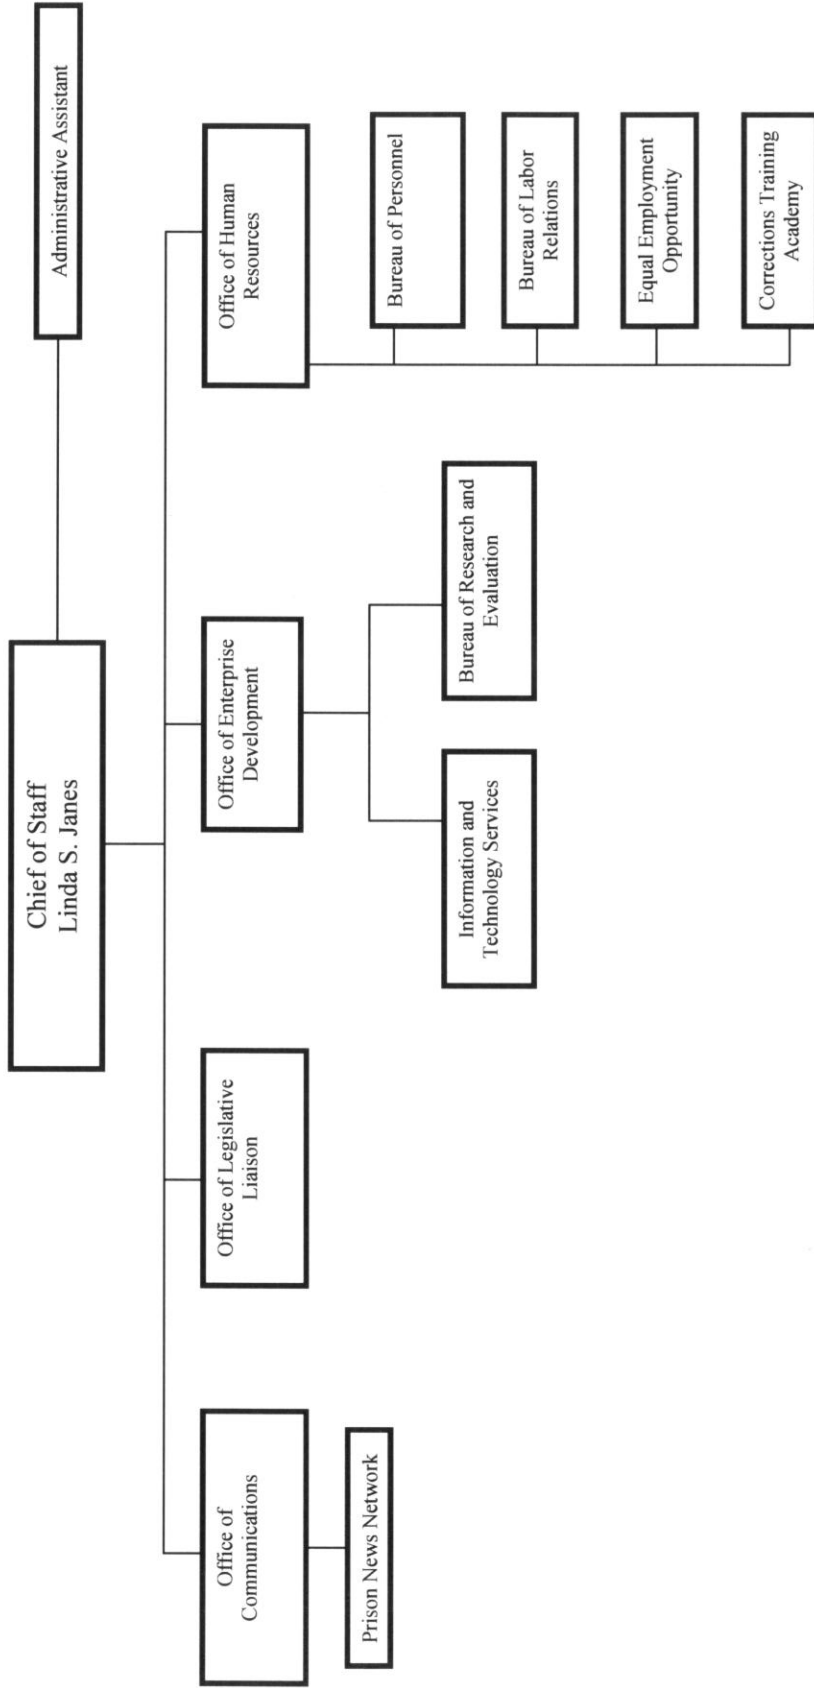 Chief of Staff
Linda S. Janes
Administrative Assistant
Office of
Communications
Office of Legislative
Liaison
Office of Enterprise
Development
Office of Human
Resources
Prison News Network
Information and
Technology Services
Bureau of Research and
Evaluation
Bureau of Personnel
Bureau of Labor
Relations
Equal Employment
Opportunity
Corrections Training
Academy